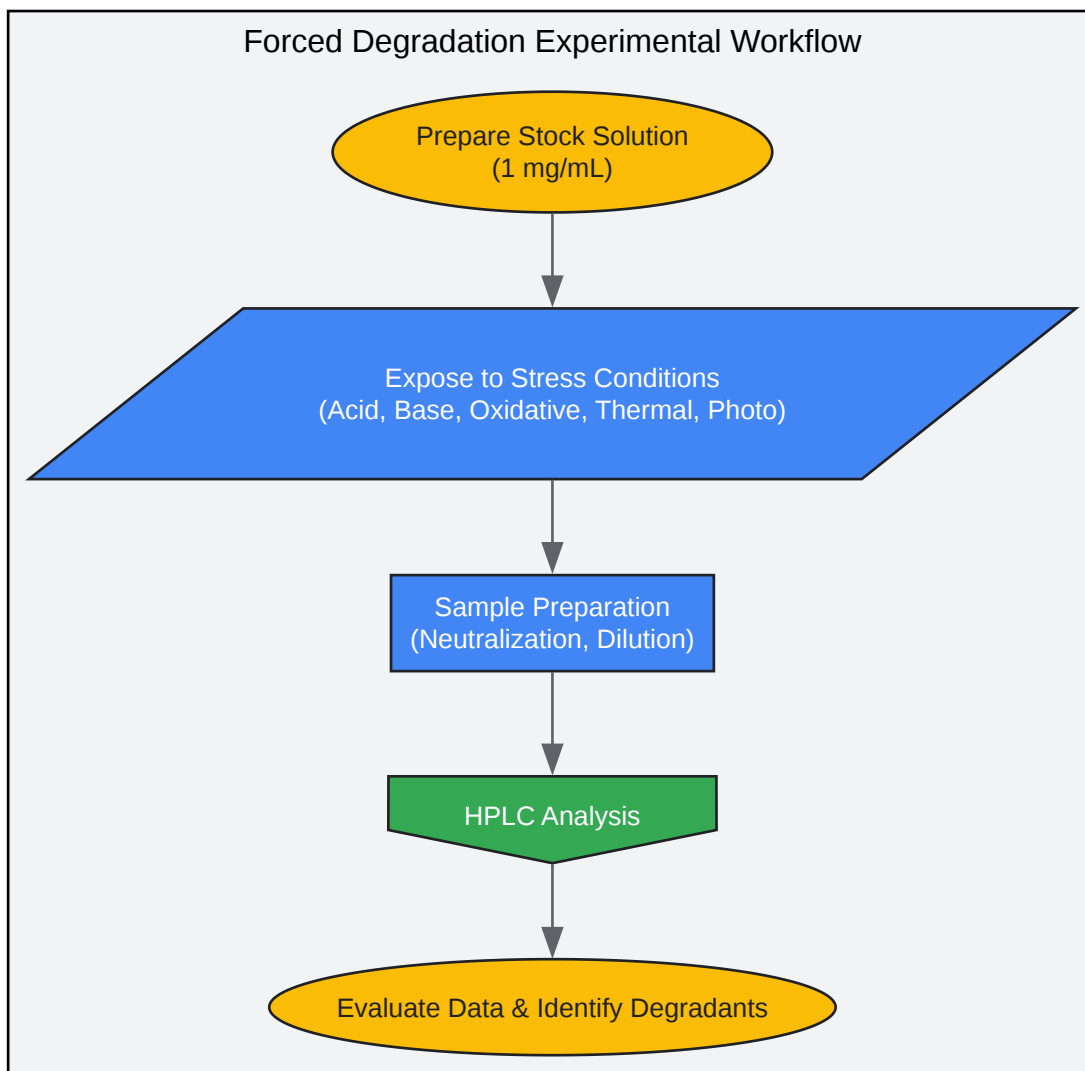 Forced Degradation Experimental Workflow
Prepare Stock Solution
(1 mg/mL)
Expose to Stress Conditions
(Acid, Base, Oxidative, Thermal, Photo)
Sample Preparation
(Neutralization, Dilution)
HPLC Analysis
Evaluate Data & Identify Degradants